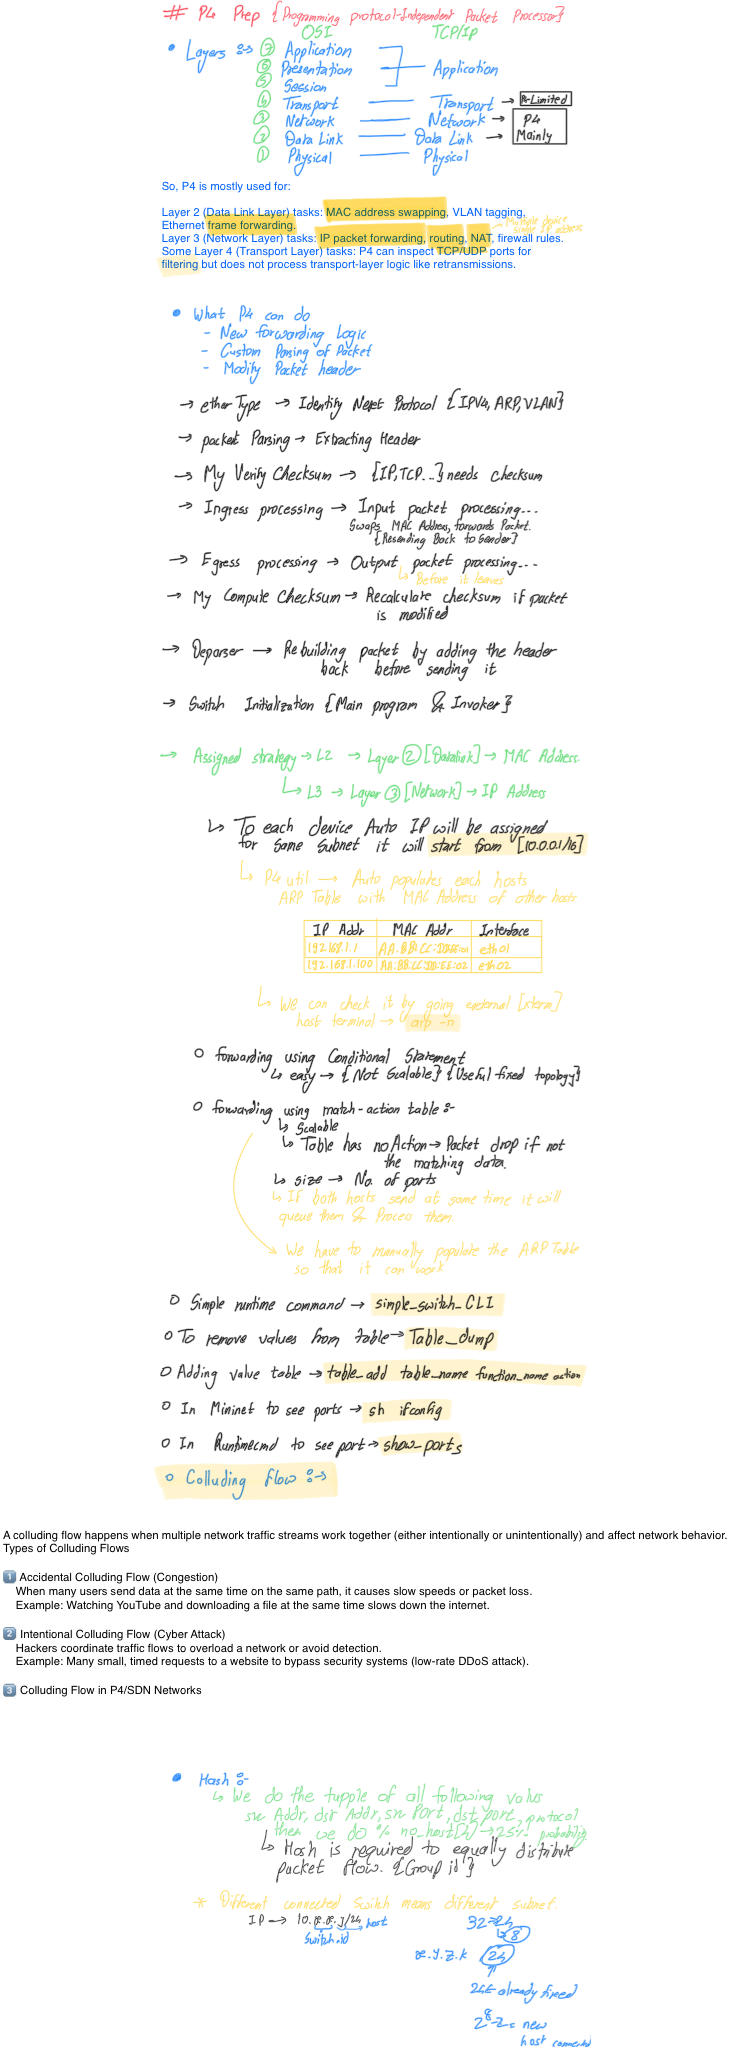 # P4 Prep {Programming protocol-Independent Packet Processor}
OSI TCP/IP
• Layers :→ ⑦ Application
⑥ Presentation Application
⑤ Session
④ Transport — Transport → P4-Limited
③ Network — Network → P4
② Data Link — Data Link → Mainly
① Physical — Physical
So, P4 is mostly used for:
Layer 2 (Data Link Layer) tasks: MAC address swapping, VLAN tagging,
Ethernet frame forwarding.
Multiple device
same IP address
Layer 3 (Network Layer) tasks: IP packet forwarding, routing, NAT, firewall rules.
Some Layer 4 (Transport Layer) tasks: P4 can inspect TCP/UDP ports for
filtering but does not process transport-layer logic like retransmissions.
• What P4 can do
- New forwarding Logic
- Custom Parsing of Packet
- Modify Packet header
→ etherType → Identify Next Protocol {IPV4, ARP, VLAN}
→ packet Parsing → Extracting Header
→ My Verify Checksum → {IP, TCP...} needs checksum
→ Ingress processing → Input packet processing...
Swaps MAC Address, forwards Packet.
{Resending Back to Sender}
→ Egress processing → Output packet processing...
↳ Before it leaves
→ My Compute Checksum → Recalculate checksum if packet
is modified
→ Deparser → Rebuilding packet by adding the header
back before sending it
→ Switch Initialization {Main program & Invoker}
→ Assigned strategy → L2 → Layer ② [Datalink] → MAC Address.
↳ L3 → Layer ③ [Network] → IP Address
↳ To each device Auto IP will be assigned
for same subnet it will start from [10.0.0.1/16]
↳ P4 util → Auto populates each hosts
ARP Table with MAC Address of other hosts
IP Addr MAC Addr Interface
192.168.1.1 AA:BB:CC:DD:EE:01 eth01
192.168.1.100 AA:BB:CC:DD:EE:02 eth02
↳ We can check it by going external [xterm]
host terminal → arp -n
○ forwarding using Conditional Statement
↳ easy → {Not Scalable} {Useful-fixed topology}
○ forwarding using match-action table :-
↳ Scalable
↳ Table has no Action → Packet drop if not
the matching data.
↳ size → No. of ports
↳ If both hosts send at same time it will
queue them & Process them.
We have to manually populate the ARP Table
so that it can work
○ Simple runtime command → simple_switch_CLI
○ To remove values from table → Table_dump
○ Adding value table → table_add table_name function_name action
○ In Mininet to see ports → sh ifconfig
○ In Runtimecmd to see port → show_ports
○ Colluding flow :→
A colluding flow happens when multiple network traffic streams work together (either intentionally or unintentionally) and affect network behavior.
Types of Colluding Flows
1️⃣ Accidental Colluding Flow (Congestion)
When many users send data at the same time on the same path, it causes slow speeds or packet loss.
Example: Watching YouTube and downloading a file at the same time slows down the internet.
2️⃣ Intentional Colluding Flow (Cyber Attack)
Hackers coordinate traffic flows to overload a network or avoid detection.
Example: Many small, timed requests to a website to bypass security systems (low-rate DDoS attack).
3️⃣ Colluding Flow in P4/SDN Networks
• Hash :-
↳ We do the tupple of all following valus
src Addr, dst Addr, src Port, dst port, protocol
then we do % no_host[4] → 25% probability
↳ Hash is required to equally distribute
packet flow. {Group id}
* Different connected Switch means different subnet.
IP → 10.x.x.y/24 host
Switch_id
32-24
↳ 8
x.y.z.k 24
24 ← already fixed
2^8-2 = new
host connected